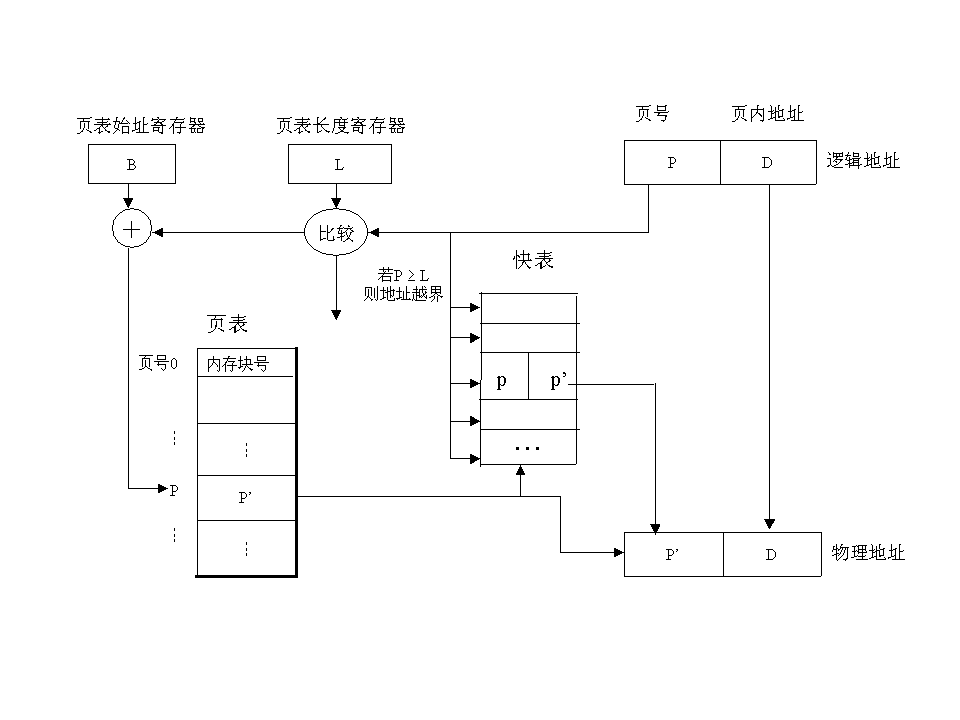 页号 页内地址
页表始址寄存器 页表长度寄存器
B L P D 逻辑地址
＋ 比较
快表
若P ≥ L
则地址越界
页表
页号0 内存块号
p p’
⋮ ⋮
…
P P’
⋮ ⋮
P’ D 物理地址